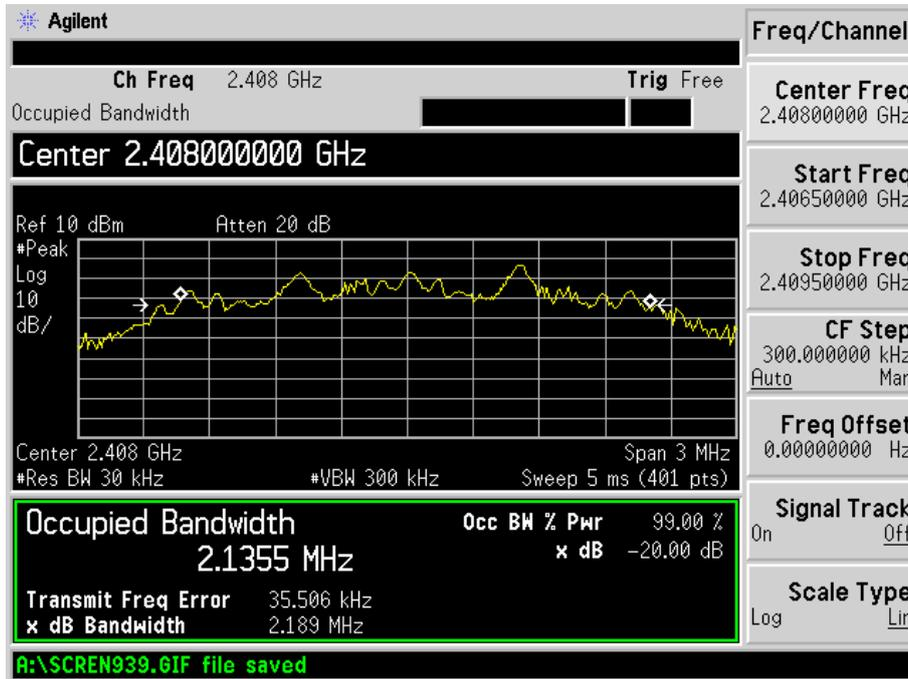 Agilent
Freq/Channel
Ch Freq 2.408 GHz Trig Free
Occupied Bandwidth
Center 2.408000000 GHz
Center Freq
2.40800000 GHz
Start Freq
2.40650000 GHz
Stop Freq
2.40950000 GHz
CF Step
300.000000 kHz
Auto Man
Freq Offset
0.00000000 Hz
Signal Track
On Off
Scale Type
Log Lin
Ref 10 dBm Atten 20 dB
#Peak
Log
10
dB/
Center 2.408 GHz Span 3 MHz
#Res BW 30 kHz #VBW 300 kHz Sweep 5 ms (401 pts)
Occupied Bandwidth Occ BW % Pwr 99.00 %
2.1355 MHz x dB -20.00 dB
Transmit Freq Error 35.506 kHz
x dB Bandwidth 2.189 MHz
A:\SCREN939.GIF file saved